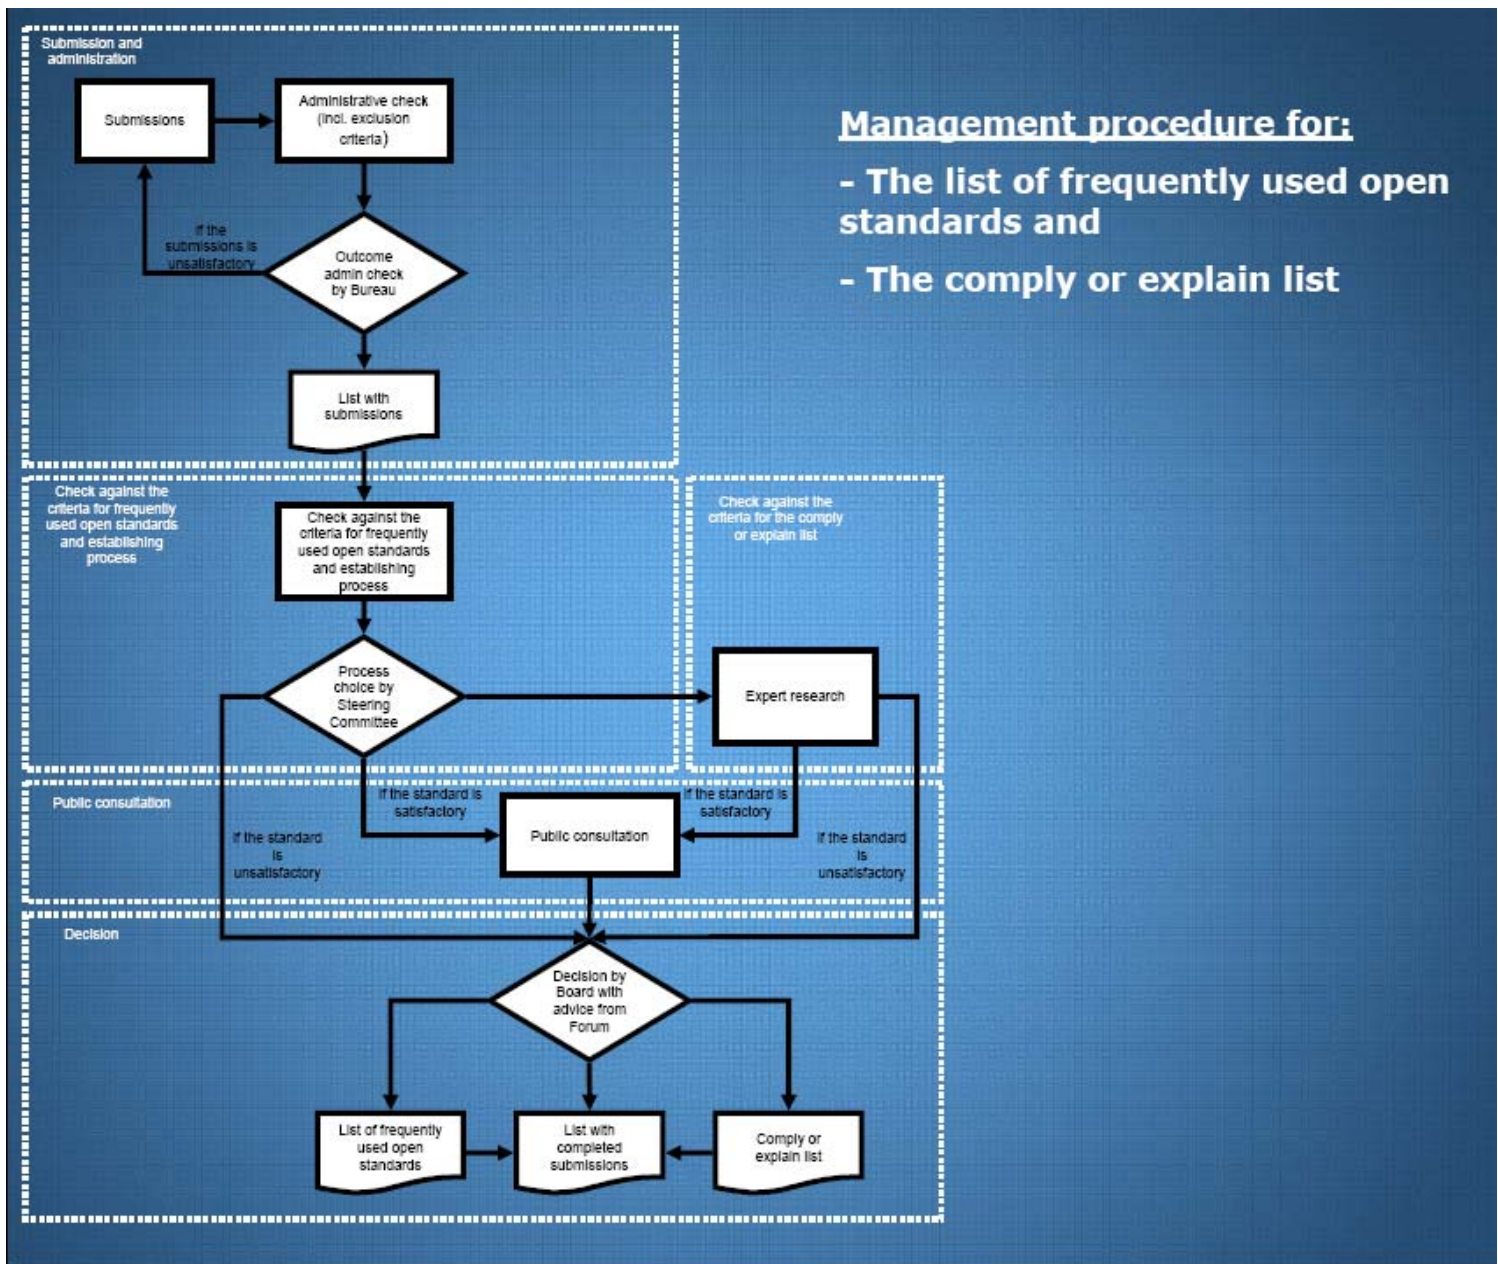 Submission and
administration
Submissions
Administrative check
(incl. exclusion
criteria)
If the
submissions is
unsatisfactory
Outcome
admin check
by Bureau
List with
submissions
Management procedure for:
- The list of frequently used open
standards and
- The comply or explain list
Check against the
criteria for frequently
used open standards
and establishing
process
Check against the
criteria for frequently
used open standards
and establishing
process
Check against the
criteria for the comply
or explain list
Process
choice by
Steering
Committee
Expert research
Public consultation
If the standard is
satisfactory
If the standard is
satisfactory
Public consultation
If the standard
is
unsatisfactory
If the standard
is
unsatisfactory
Decision
Decision by
Board with
advice from
Forum
List of frequently
used open
standards
List with
completed
submissions
Comply or
explain list